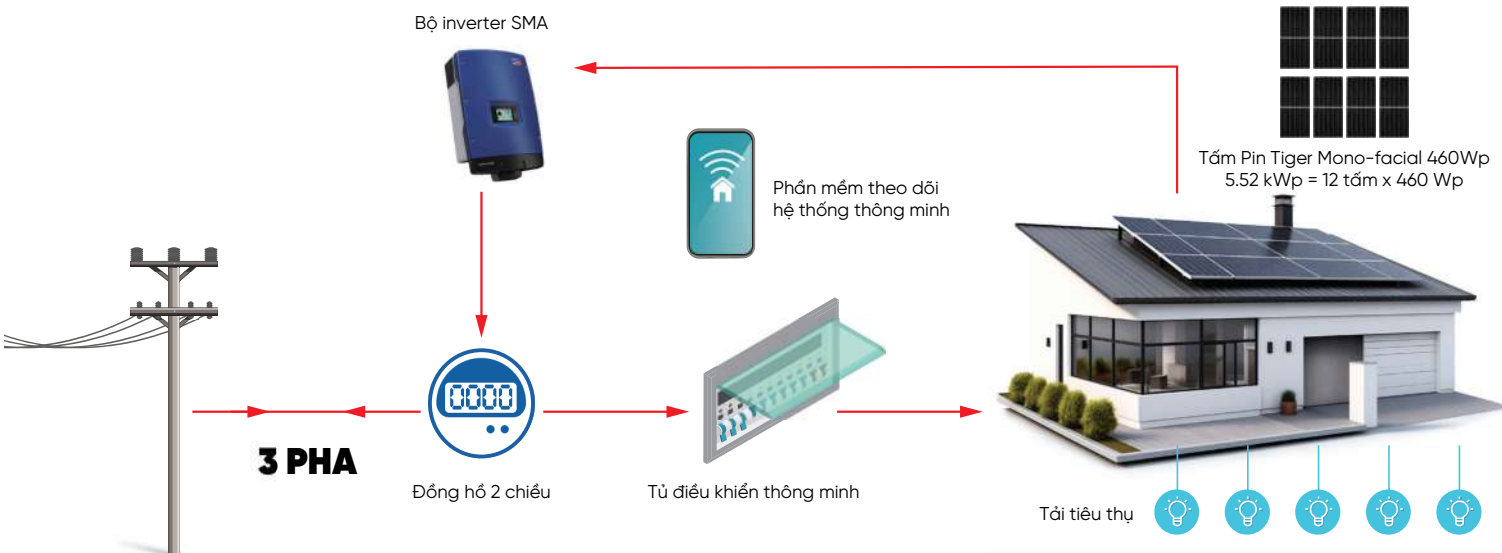 Bộ inverter SMA
Tấm Pin Tiger Mono-facial 460Wp
5.52 kWp = 12 tấm x 460 Wp
Phần mềm theo dõi
hệ thống thông minh
0000
3 PHA
Đồng hồ 2 chiều
Tủ điều khiển thông minh
Tải tiêu thụ